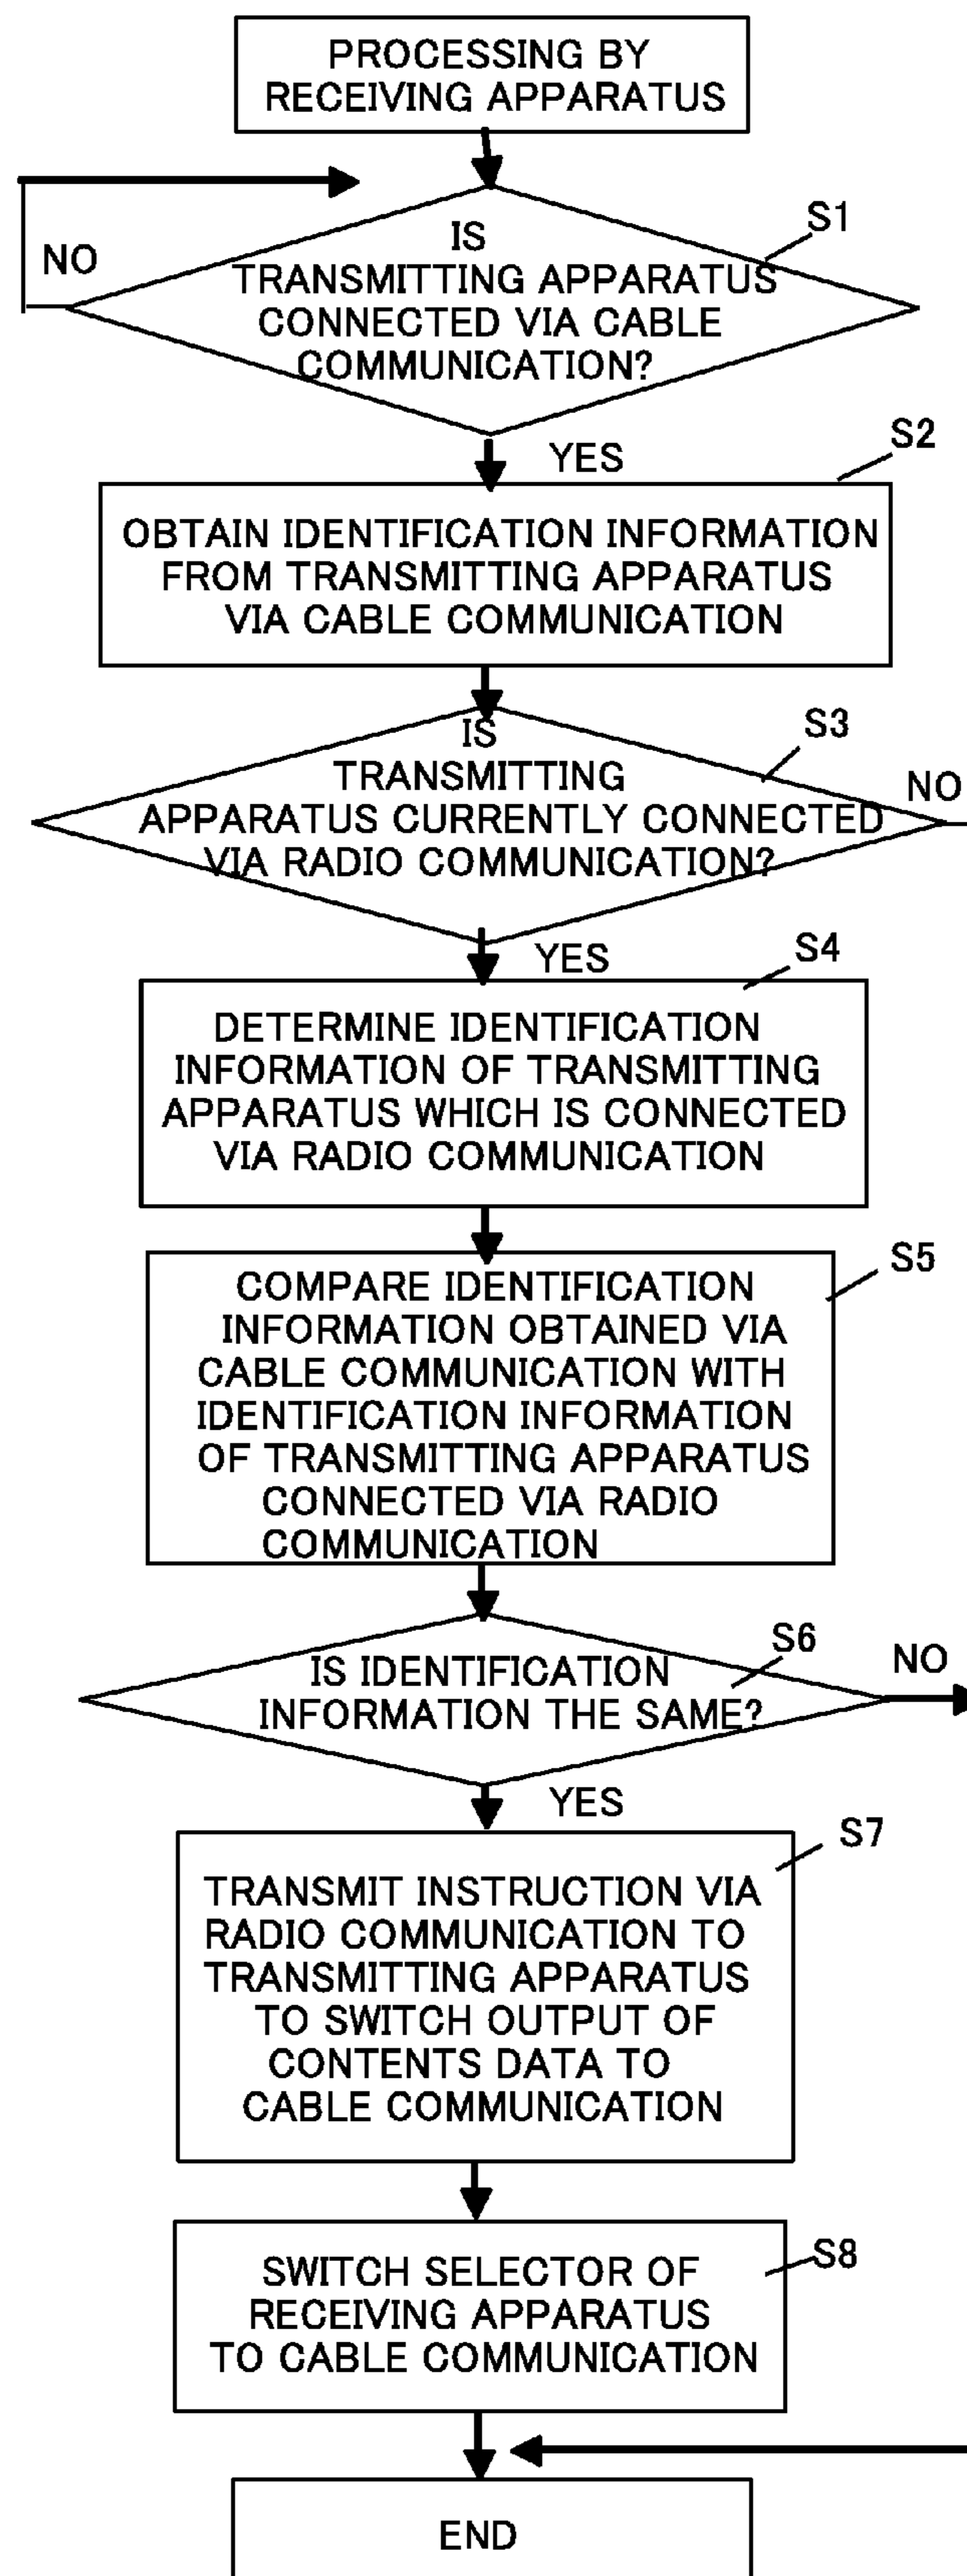 PROCESSING BY
RECEIVING APPARATUS
S1
NO
IS
TRANSMITTING APPARATUS
CONNECTED VIA CABLE
COMMUNICATION?
YES
S2
OBTAIN IDENTIFICATION INFORMATION
FROM TRANSMITTING APPARATUS
VIA CABLE COMMUNICATION
S3
IS
TRANSMITTING
APPARATUS CURRENTLY CONNECTED
VIA RADIO COMMUNICATION?
NO
YES
S4
DETERMINE IDENTIFICATION
INFORMATION OF TRANSMITTING
APPARATUS WHICH IS CONNECTED
VIA RADIO COMMUNICATION
S5
COMPARE IDENTIFICATION
INFORMATION OBTAINED VIA
CABLE COMMUNICATION WITH
IDENTIFICATION INFORMATION
OF TRANSMITTING APPARATUS
CONNECTED VIA RADIO
COMMUNICATION
S6
NO
IS IDENTIFICATION
INFORMATION THE SAME?
YES
S7
TRANSMIT INSTRUCTION VIA
RADIO COMMUNICATION TO
TRANSMITTING APPARATUS
TO SWITCH OUTPUT OF
CONTENTS DATA TO
CABLE COMMUNICATION
S8
SWITCH SELECTOR OF
RECEIVING APPARATUS
TO CABLE COMMUNICATION
END